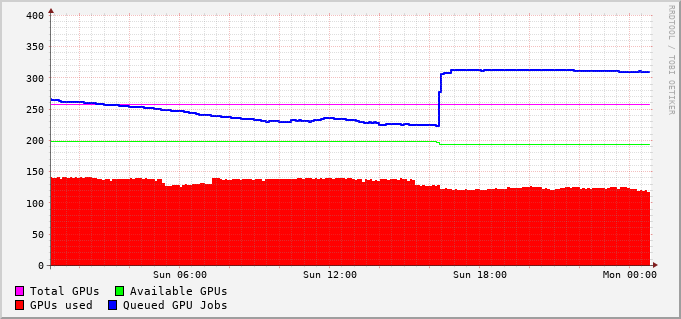 400
350
300
250
200
150
100
50
0
Sun 06:00 Sun 12:00 Sun 18:00 Mon 00:00
Total GPUs Available GPUs
GPUs used Queued GPU Jobs
RRDTOOL / TOBI OETIKER